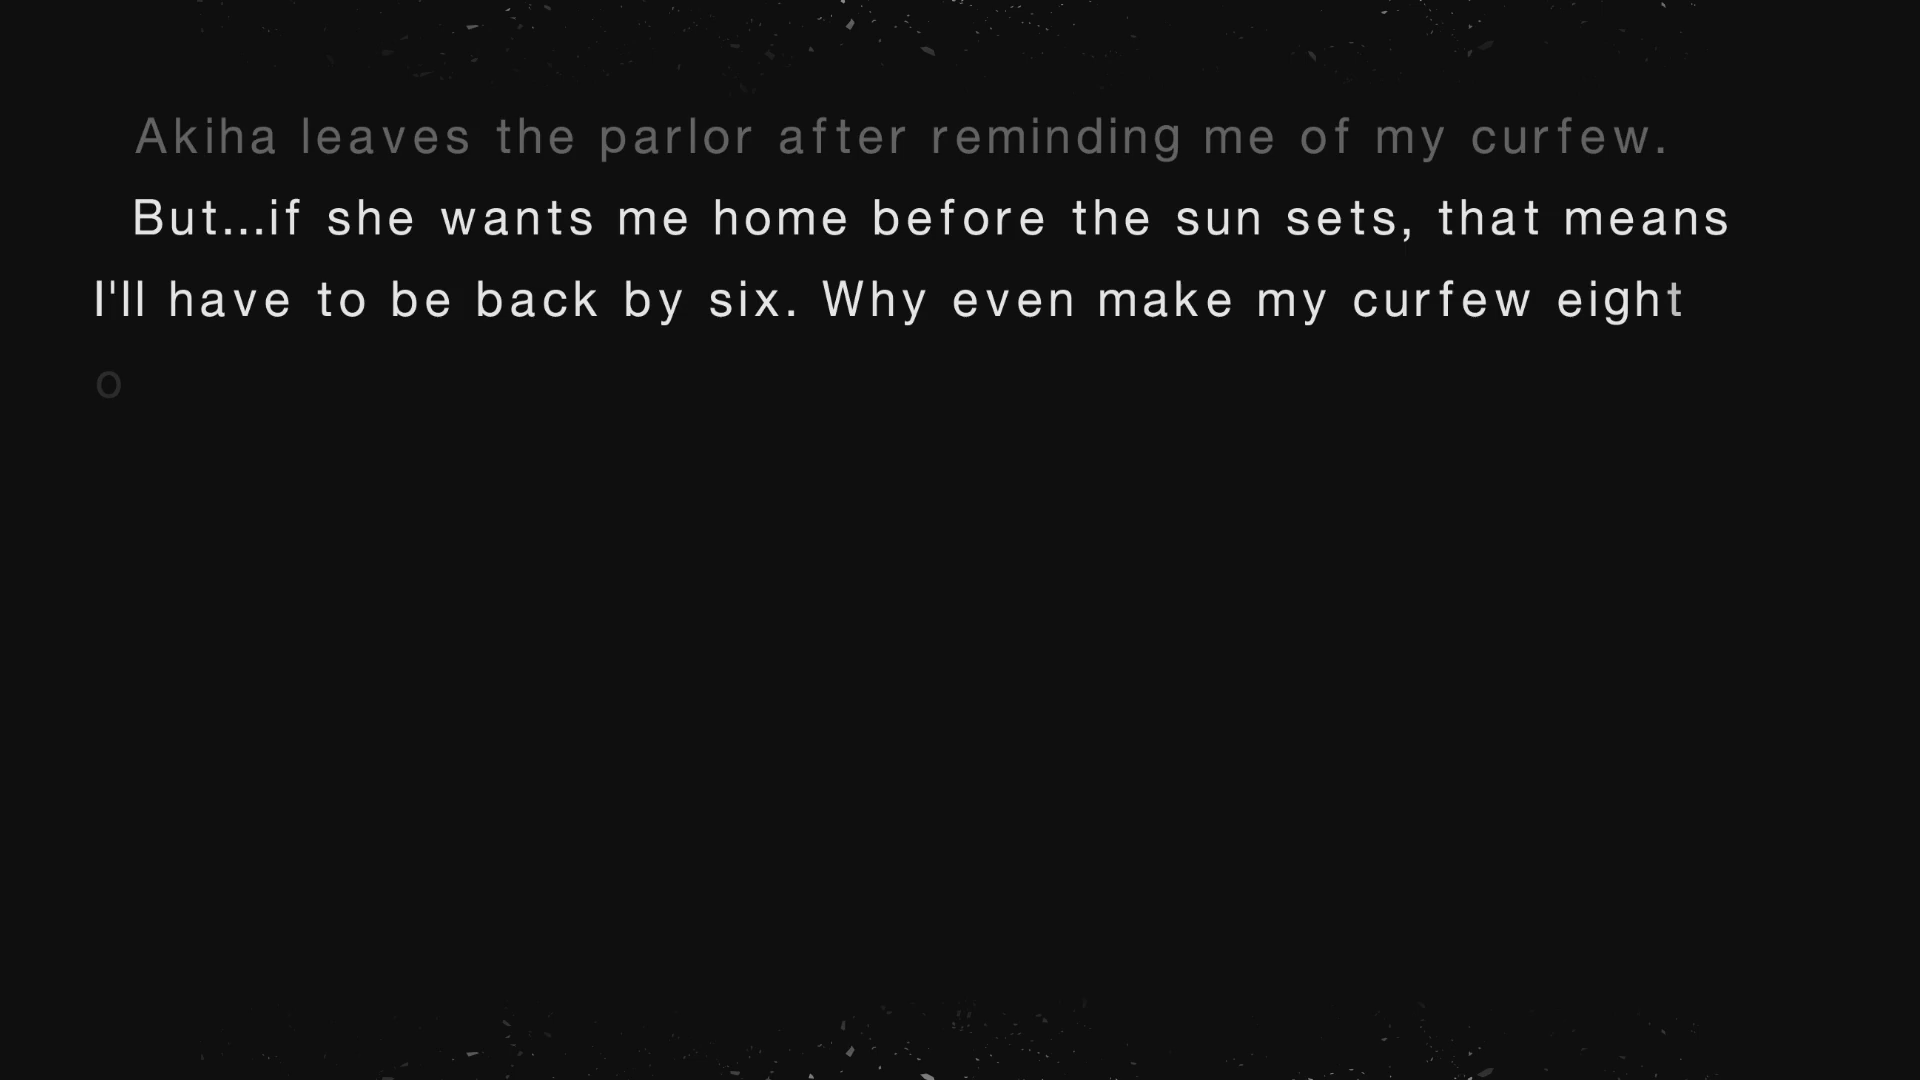 Akiha leaves the parlor after reminding me of my curfew.
But...if she wants me home before the sun sets, that means
I'll have to be back by six. Why even make my curfew eight
o